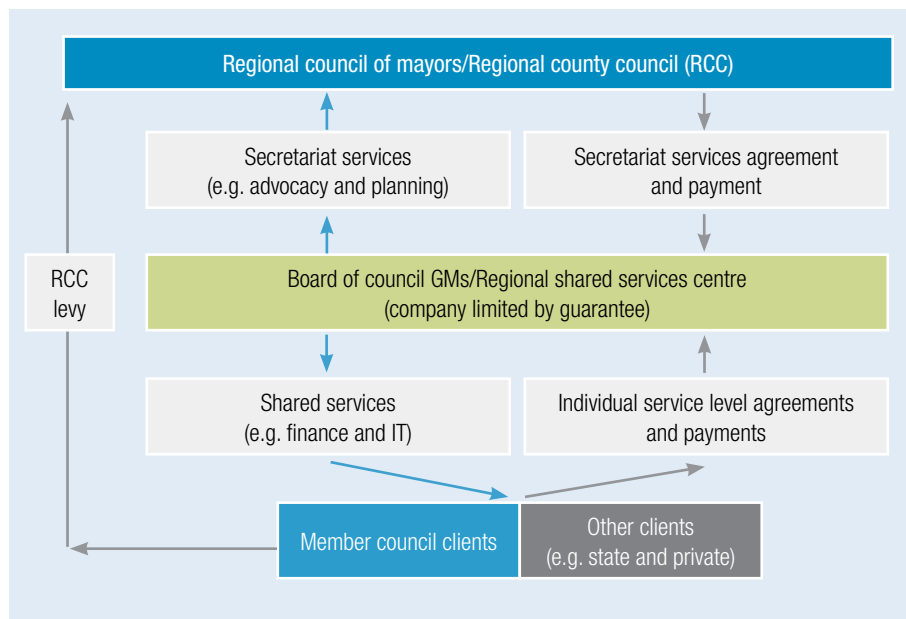 Regional council of mayors/Regional county council (RCC)
Secretariat services
(e.g. advocacy and planning)
Secretariat services agreement
and payment
RCC
levy
Board of council GMs/Regional shared services centre
(company limited by guarantee)
Shared services
(e.g. finance and IT)
Individual service level agreements
and payments
Member council clients
Other clients
(e.g. state and private)